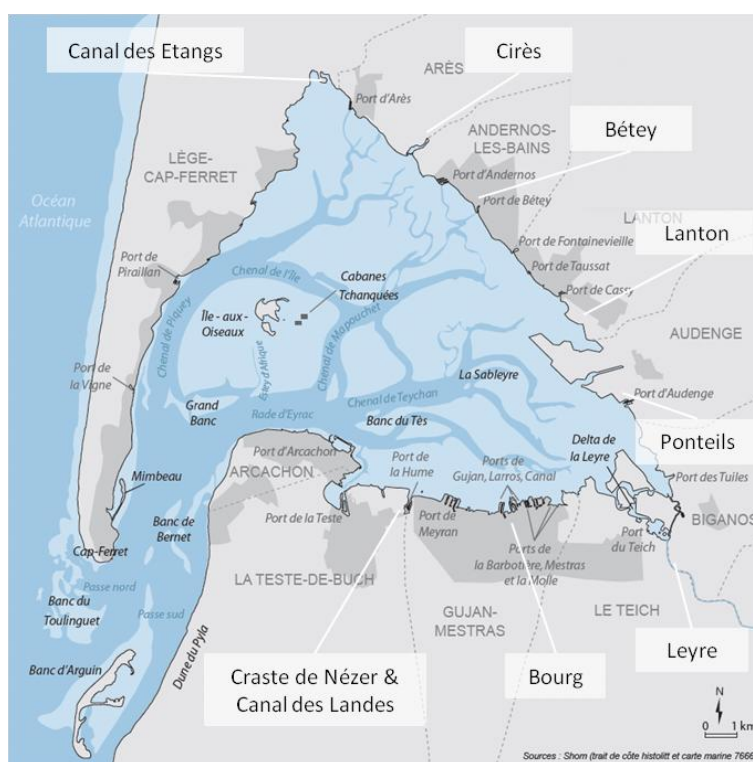 Canal des Etangs
Cirès
ARÈS
Port d'Arès
ANDERNOS-
LES-BAINS
Bétey
LÈGE-
CAP-FERRET
Port d'Andernos
Port de Bétey
Océan
Atlantique
LANTON
Lanton
Port de Fontainevieille
Port de Taussat
Port de Cassy
Port de
Piraillan
Chenal de l'Île
Cabanes
Tchanquées
Île - aux -
Oiseaux
Chenal de Piquey
Chenal de Mapouchet
Estey d'Afrique
AUDENGE
Port de
la Vigne
La Sableyre
Chenal de Teychan
Grand
Banc
Rade d'Eyrac
Banc du Tès
Port d'Audenge
Ponteils
Port d'Arcachon
Port de
la Hume
Ports de
Gujan, Larros, Canal
Delta de
la Leyre
Mimbeau
ARCACHON
Port des Tuiles
BIGANOS
Banc de
Bernet
Port de la Teste
Port de
Meyran
Port
du Teich
Cap-Ferret
Ports de
la Barbotière, Mestras
et la Molle
Passe nord
LA TESTE-DE-BUCH
Banc du
Toulinguet
Passe sud
GUJAN-
MESTRAS
LE TEICH
Dune du Pyla
Banc d'Arguin
Craste de Nézer &
Canal des Landes
Bourg
Leyre
N
0 1 km
Sources : Shom (trait de côte histolitt et carte marine 7666